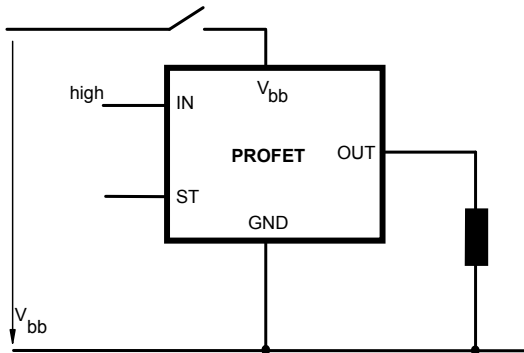 high
IN
Vbb
PROFET
OUT
ST
GND
Vbb